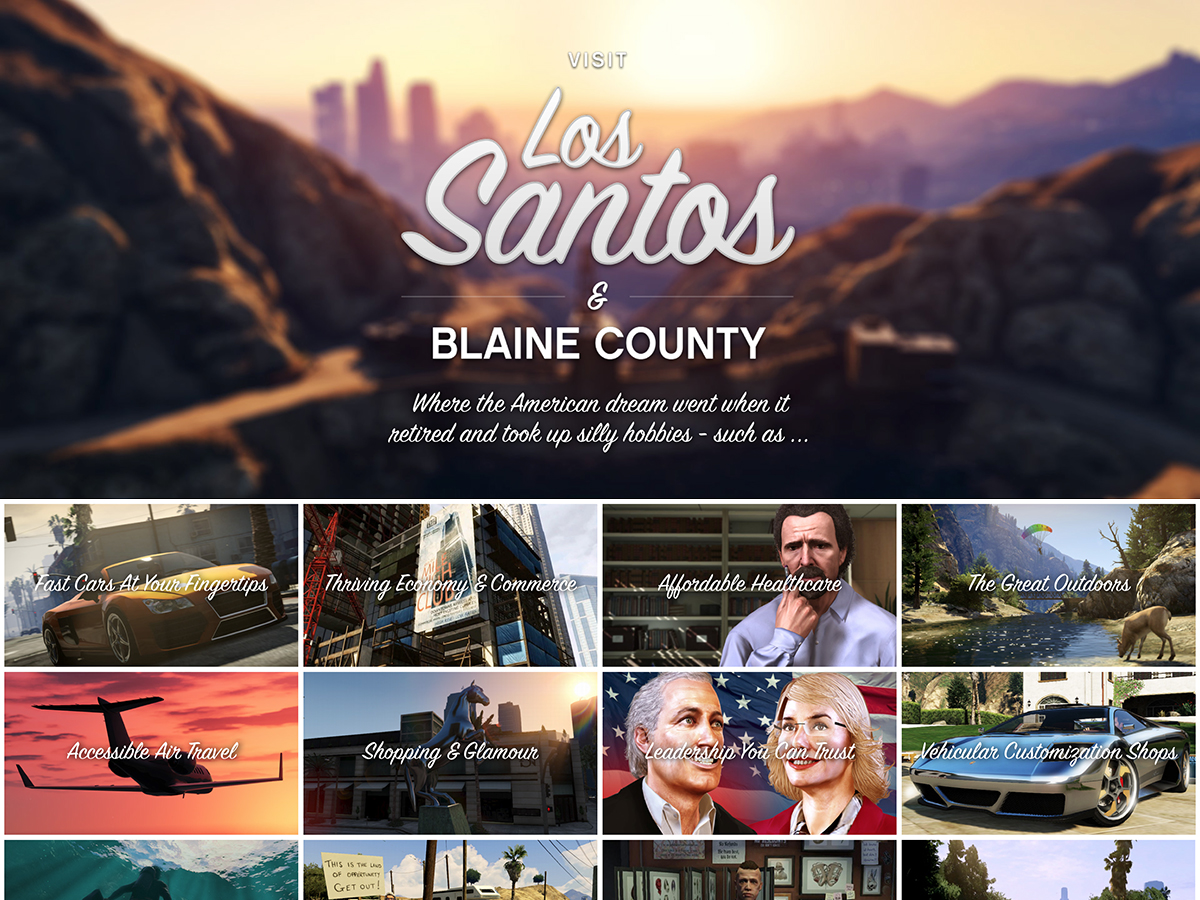 VISIT
Los
Santos
&
BLAINE COUNTY
Where the American dream went when it
retired and took up silly hobbies - such as ...
Fast Cars At Your Fingertips
Thriving Economy & Commerce
Affordable Healthcare
The Great Outdoors
Accessible Air Travel
Shopping & Glamour
Leadership You Can Trust
Vehicular Customization Shops
THIS IS THE LAND
OF OPPORTUNITY
GET OUT!